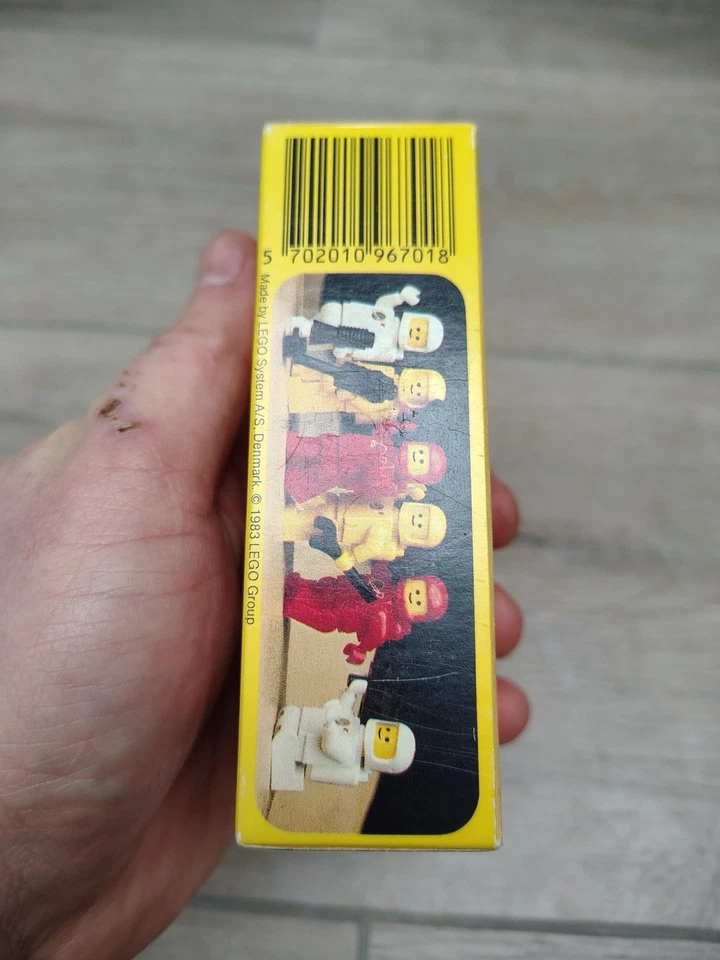 5 702010 967018
Made by LEGO System A/S, Denmark. © 1983 LEGO Group